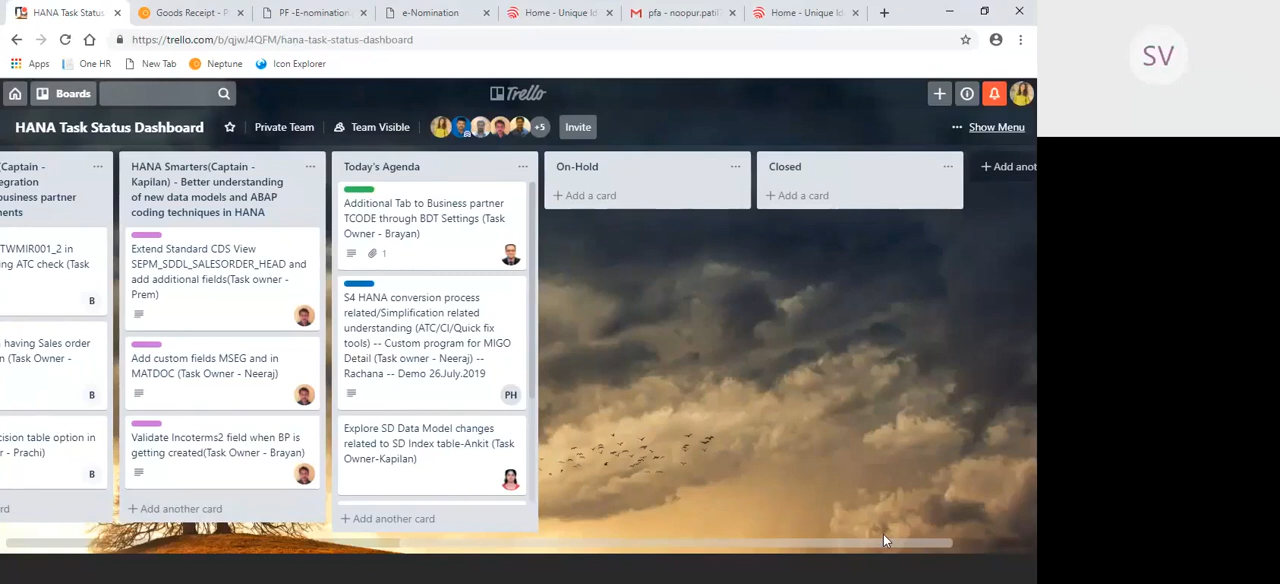 HANA Task Status
Goods Receipt - P
PF -E-nomination
e-Nomination
Home - Unique Id
pfa - noopur.patil
Home - Unique Id
https://trello.com/b/qjwJ4QFM/hana-task-status-dashboard
Apps
One HR
New Tab
Neptune
Icon Explorer
Boards
Trello
HANA Task Status Dashboard
Private Team
Team Visible
+5
Invite
Show Menu
(Captain -
egration
business partner
nents
TWMIR001_2 in
ing ATC check (Task
B
having Sales order
n (Task Owner -
B
cision table option in
r - Prachi)
B
rd
HANA Smarters(Captain -
Kapilan) - Better understanding
of new data models and ABAP
coding techniques in HANA
Extend Standard CDS View
SEPM_SDDL_SALESORDER_HEAD and
add additional fields(Task owner -
Prem)
Add custom fields MSEG and in
MATDOC (Task Owner - Neeraj)
Validate Incoterms2 field when BP is
getting created(Task Owner - Brayan)
+ Add another card
Today's Agenda
Additional Tab to Business partner
TCODE through BDT Settings (Task
Owner - Brayan)
1
S4 HANA conversion process
related/Simplification related
understanding (ATC/CI/Quick fix
tools) -- Custom program for MIGO
Detail (Task owner - Neeraj) --
Rachana -- Demo 26.July.2019
PH
Explore SD Data Model changes
related to SD Index table-Ankit (Task
Owner-Kapilan)
+ Add another card
On-Hold
+ Add a card
Closed
+ Add a card
+ Add anot
SV